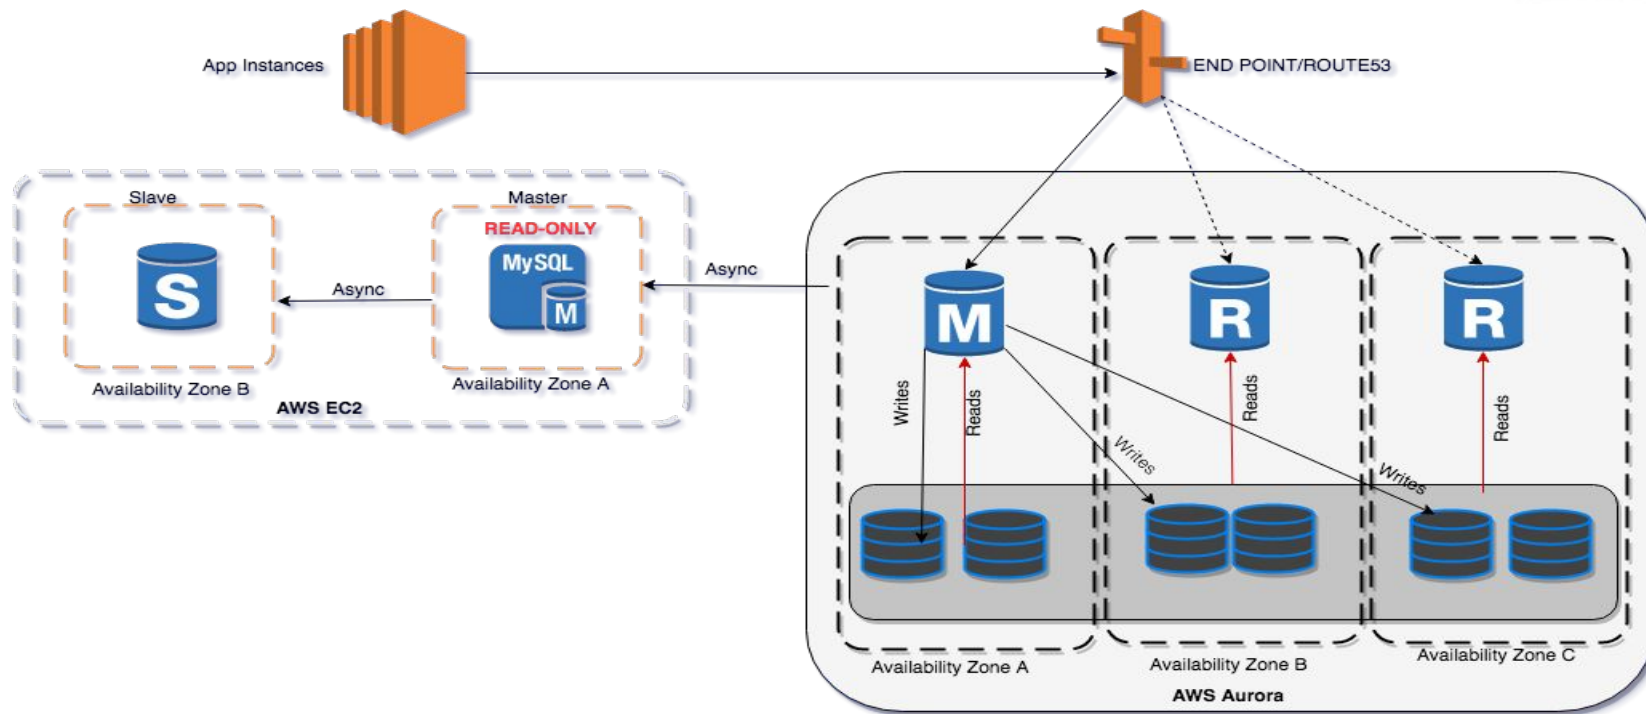 App Instances
END POINT/ROUTE53
Slave
Master
READ-ONLY
MySQL
M
S
Async
Async
Availability Zone B
Availability Zone A
AWS EC2
M
R
R
Writes
Reads
Writes
Reads
Writes
Reads
Availability Zone A
Availability Zone B
Availability Zone C
AWS Aurora